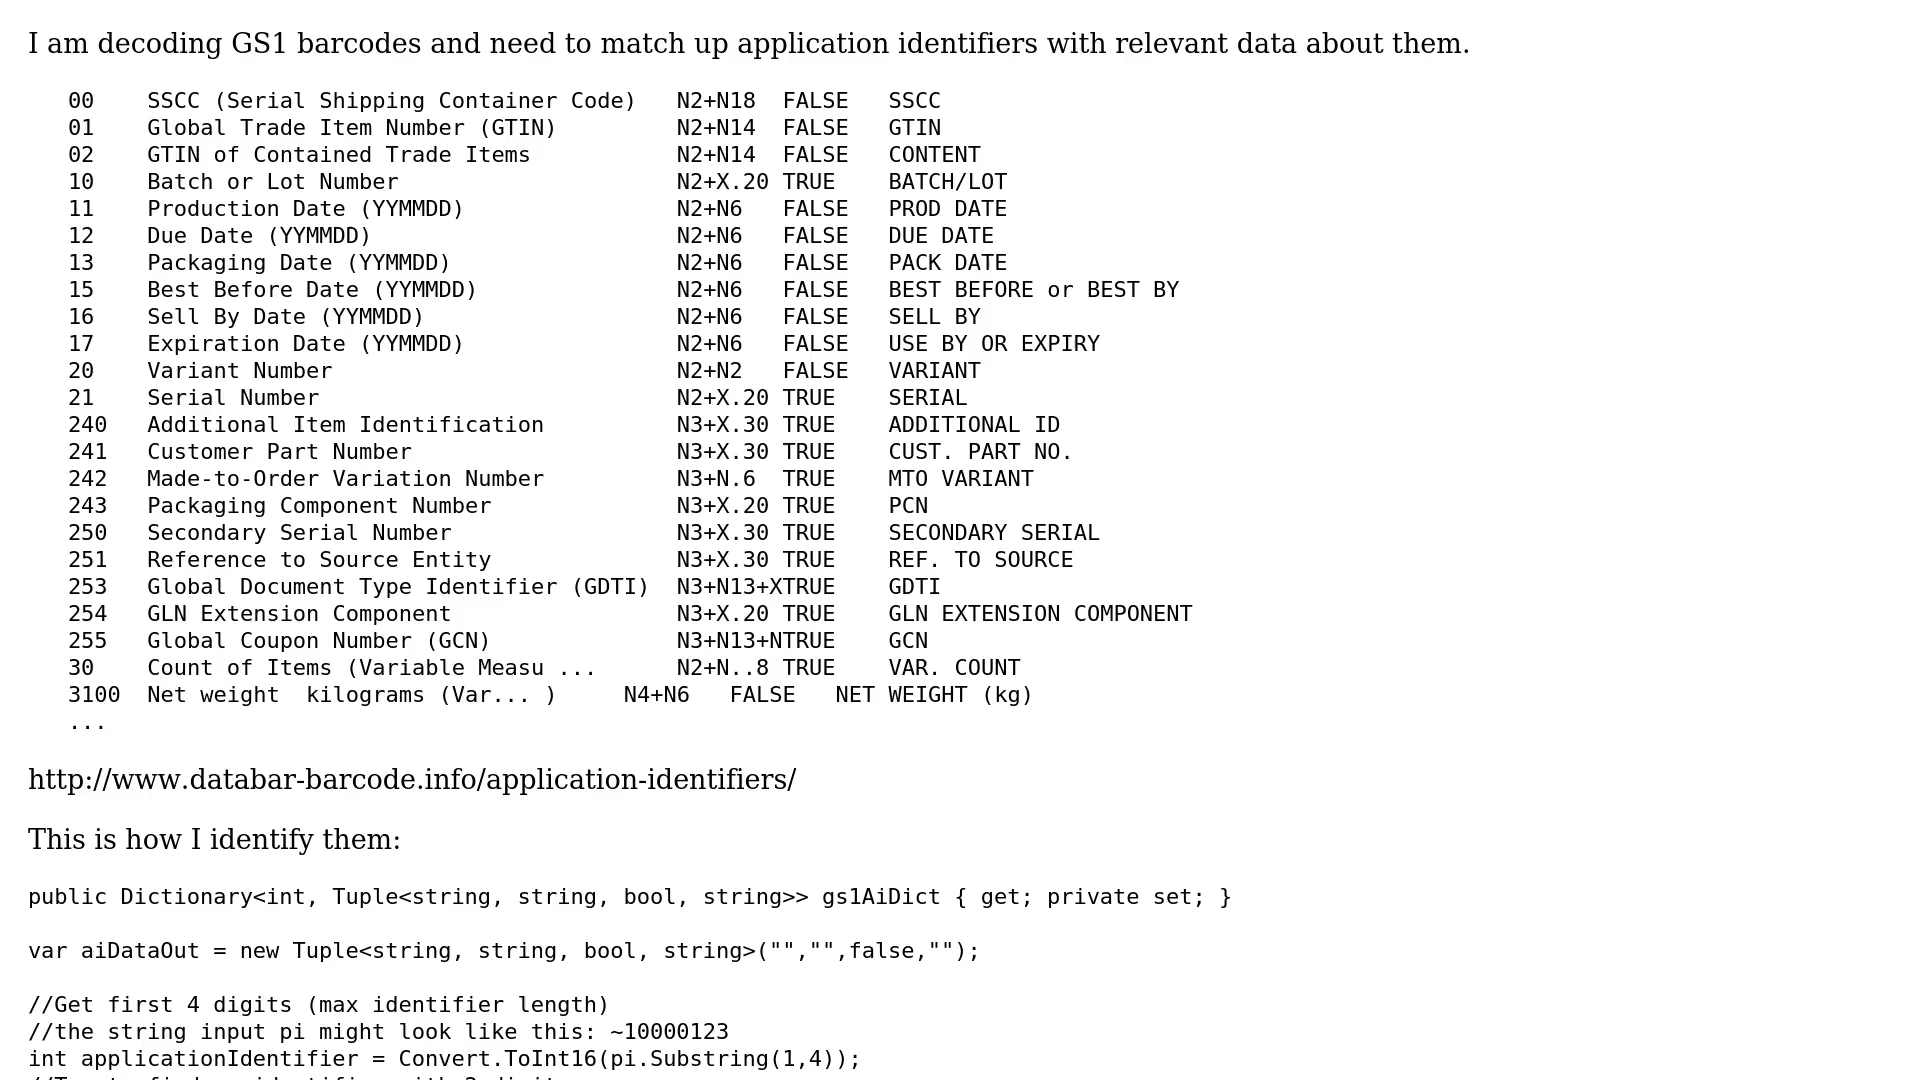 I am decoding GS1 barcodes and need to match up application identifiers with relevant data about them.
00    SSCC (Serial Shipping Container Code)   N2+N18  FALSE   SSCC
01    Global Trade Item Number (GTIN)         N2+N14  FALSE   GTIN
02    GTIN of Contained Trade Items           N2+N14  FALSE   CONTENT
10    Batch or Lot Number                     N2+X.20 TRUE    BATCH/LOT
11    Production Date (YYMMDD)                N2+N6   FALSE   PROD DATE
12    Due Date (YYMMDD)                       N2+N6   FALSE   DUE DATE
13    Packaging Date (YYMMDD)                 N2+N6   FALSE   PACK DATE
15    Best Before Date (YYMMDD)               N2+N6   FALSE   BEST BEFORE or BEST BY
16    Sell By Date (YYMMDD)                   N2+N6   FALSE   SELL BY
17    Expiration Date (YYMMDD)                N2+N6   FALSE   USE BY OR EXPIRY
20    Variant Number                          N2+N2   FALSE   VARIANT
21    Serial Number                           N2+X.20 TRUE    SERIAL
240   Additional Item Identification          N3+X.30 TRUE    ADDITIONAL ID
241   Customer Part Number                    N3+X.30 TRUE    CUST. PART NO.
242   Made-to-Order Variation Number          N3+N.6  TRUE    MTO VARIANT
243   Packaging Component Number              N3+X.20 TRUE    PCN
250   Secondary Serial Number                 N3+X.30 TRUE    SECONDARY SERIAL
251   Reference to Source Entity              N3+X.30 TRUE    REF. TO SOURCE
253   Global Document Type Identifier (GDTI)  N3+N13+XTRUE    GDTI
254   GLN Extension Component                 N3+X.20 TRUE    GLN EXTENSION COMPONENT
255   Global Coupon Number (GCN)              N3+N13+NTRUE    GCN
30    Count of Items (Variable Measu ...      N2+N..8 TRUE    VAR. COUNT
3100  Net weight  kilograms (Var... )     N4+N6   FALSE   NET WEIGHT (kg)
...
http://www.databar-barcode.info/application-identifiers/
This is how I identify them:
public Dictionary<int, Tuple<string, string, bool, string>> gs1AiDict { get; private set; }
var aiDataOut = new Tuple<string, string, bool, string>("","",false,"");
//Get first 4 digits (max identifier length)
//the string input pi might look like this: ~10000123
int applicationIdentifier = Convert.ToInt16(pi.Substring(1,4));